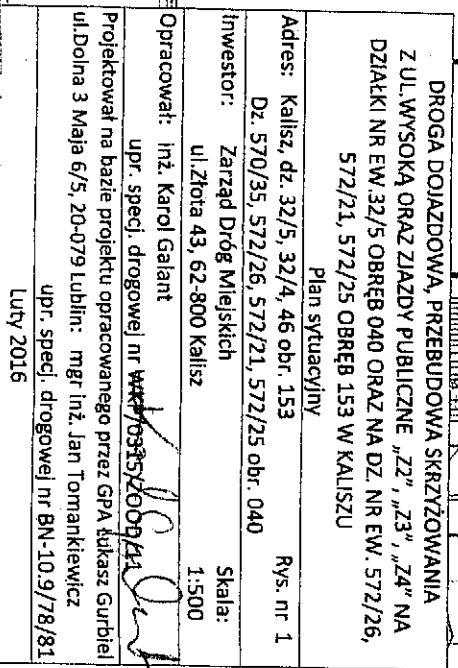 DROGA DOJAZDOWA, PRZEBUDOWA SKRZYŻOWANIA
Z UL.WYSOKĄ ORAZ ZJAZDY PUBLICZNE „Z2”, „Z3”, „Z4” NA
DZIAŁKI NR EW.32/5 OBRĘB 040 ORAZ NA DZ. NR EW. 572/26,
572/21, 572/25 OBRĘB 153 W KALISZU
Plan sytuacyjny
Adres: Kalisz, dz. 32/5, 32/4, 46 obr. 153 Rys. nr 1
Dz. 570/35, 572/26, 572/21, 572/25 obr. 040
Inwestor: Zarząd Dróg Miejskich Skala:
ul.Złota 43, 62-800 Kalisz 1:500
Opracował: inż. Karol Galant
upr. specj. drogowej nr WKP/0315/ZOOD/11
Projektował na bazie projektu opracowanego przez GPA Łukasz Gurbiel
ul.Dolna 3 Maja 6/5, 20-079 Lublin: mgr inż. Jan Tomankiewicz
upr. specj. drogowej nr BN-10.9/78/81
Luty 2016